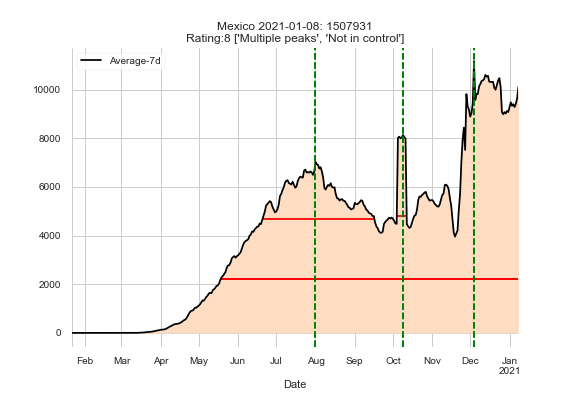 Mexico 2021-01-08: 1507931
Rating:8 ['Multiple peaks', 'Not in control']
Average-7d
10000
8000
6000
4000
2000
0
Feb Mar Apr May Jun Jul Aug Sep Oct Nov Dec Jan
2021
Date